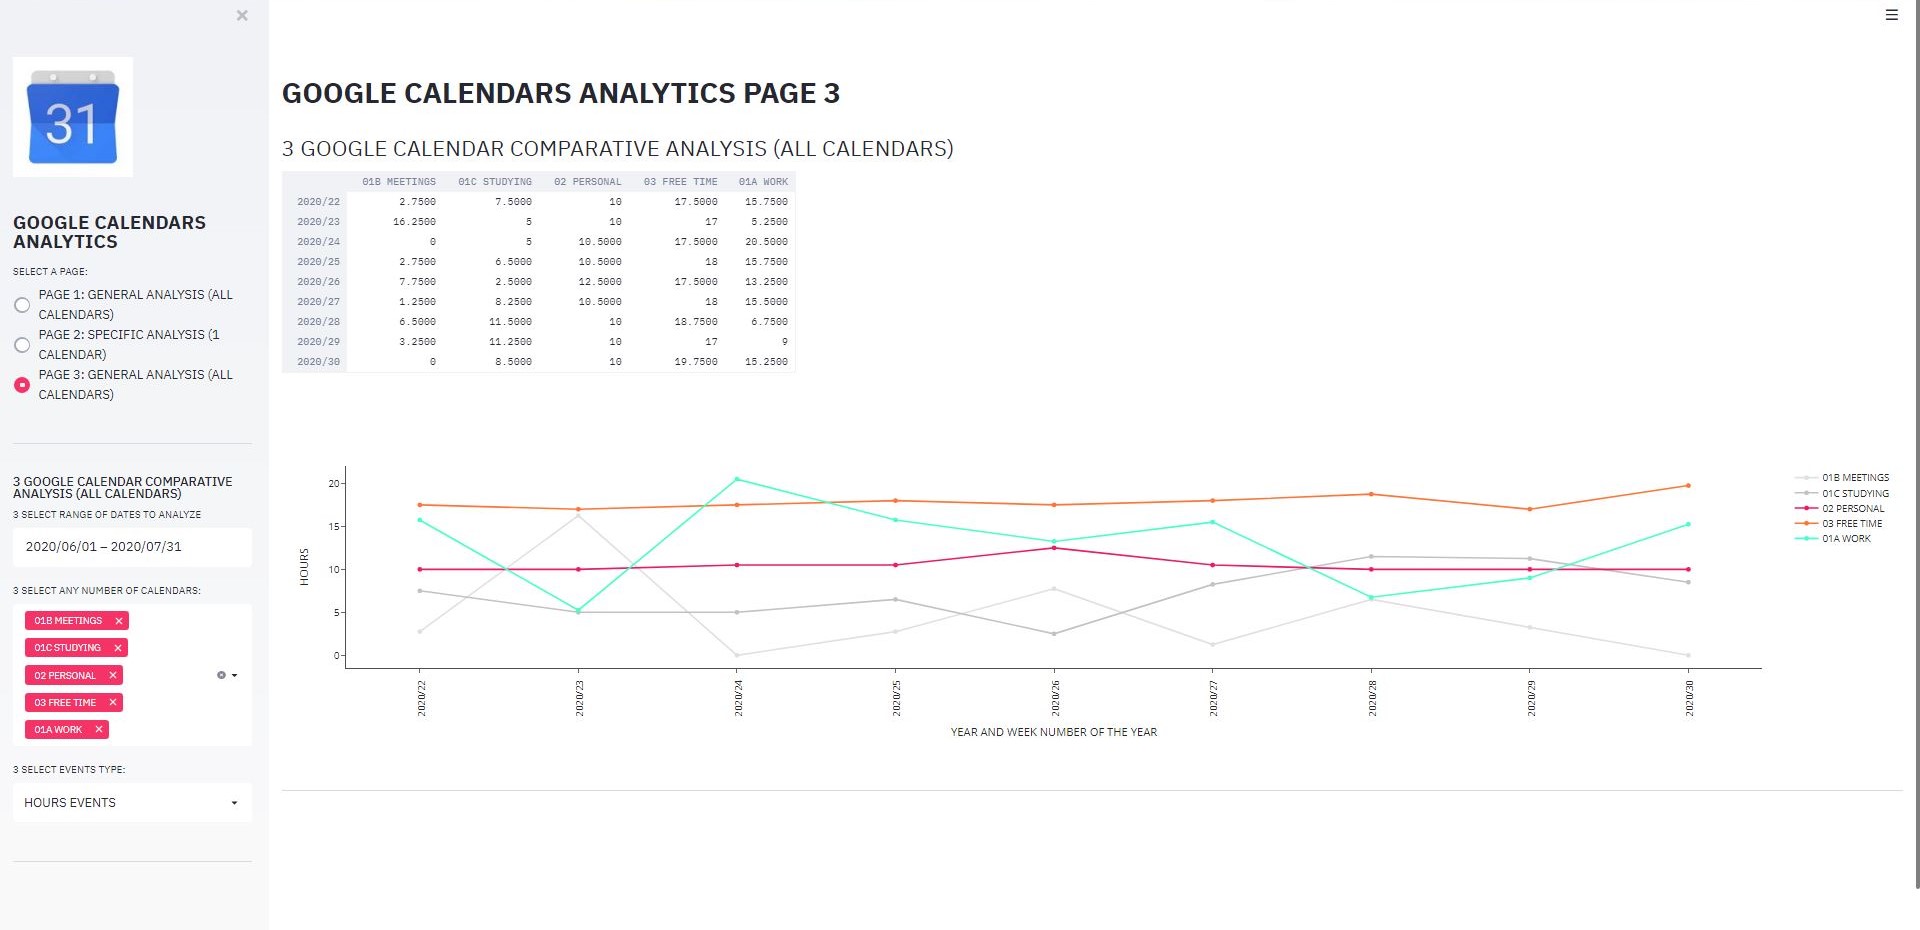 ×
☰
31
GOOGLE CALENDARS
ANALYTICS
SELECT A PAGE:
PAGE 1: GENERAL ANALYSIS (ALL
CALENDARS)
PAGE 2: SPECIFIC ANALYSIS (1
CALENDAR)
PAGE 3: GENERAL ANALYSIS (ALL
CALENDARS)
3 GOOGLE CALENDAR COMPARATIVE
ANALYSIS (ALL CALENDARS)
3 SELECT RANGE OF DATES TO ANALYZE
2020/06/01 – 2020/07/31
3 SELECT ANY NUMBER OF CALENDARS:
01B MEETINGS ×
01C STUDYING ×
02 PERSONAL ×
03 FREE TIME ×
01A WORK ×
3 SELECT EVENTS TYPE:
HOURS EVENTS
GOOGLE CALENDARS ANALYTICS PAGE 3
3 GOOGLE CALENDAR COMPARATIVE ANALYSIS (ALL CALENDARS)
01B MEETINGS 01C STUDYING 02 PERSONAL 03 FREE TIME 01A WORK
2020/22 2.7500 7.5000 10 17.5000 15.7500
2020/23 16.2500 5 10 17 5.2500
2020/24 0 5 10.5000 17.5000 20.5000
2020/25 2.7500 6.5000 10.5000 18 15.7500
2020/26 7.7500 2.5000 12.5000 17.5000 13.2500
2020/27 1.2500 8.2500 10.5000 18 15.5000
2020/28 6.5000 11.5000 10 18.7500 6.7500
2020/29 3.2500 11.2500 10 17 9
2020/30 0 8.5000 10 19.7500 15.2500
HOURS
20
15
10
5
0
2020/22 2020/23 2020/24 2020/25 2020/26 2020/27 2020/28 2020/29 2020/30
YEAR AND WEEK NUMBER OF THE YEAR
01B MEETINGS
01C STUDYING
02 PERSONAL
03 FREE TIME
01A WORK